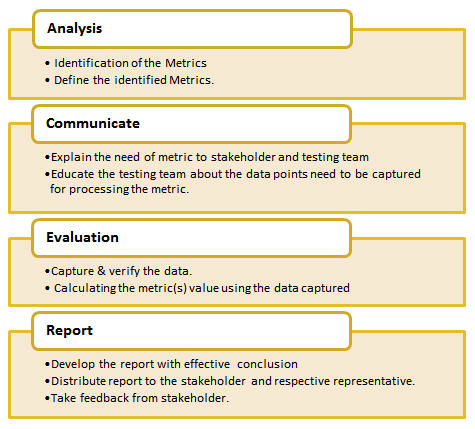 Analysis
• Identification of the Metrics
• Define the identified Metrics.
Communicate
•Explain the need of metric to stakeholder and testing team
•Educate the testing team about the data points need to be captured
for processing the metric.
Evaluation
•Capture & verify the data.
• Calculating the metric(s) value using the data captured
Report
•Develop the report with effective conclusion
•Distribute report to the stakeholder and respective representative.
•Take feedback from stakeholder.